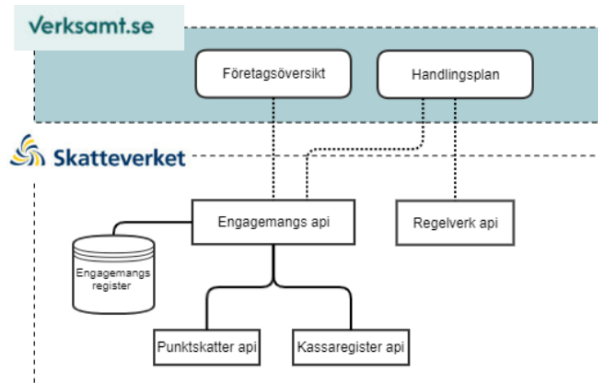 verksamt.se
Företagsöversikt
Handlingsplan
Skatteverket
Engagemangs api
Regelverk api
Engagemangs
register
Punktskatter api
Kassaregister api